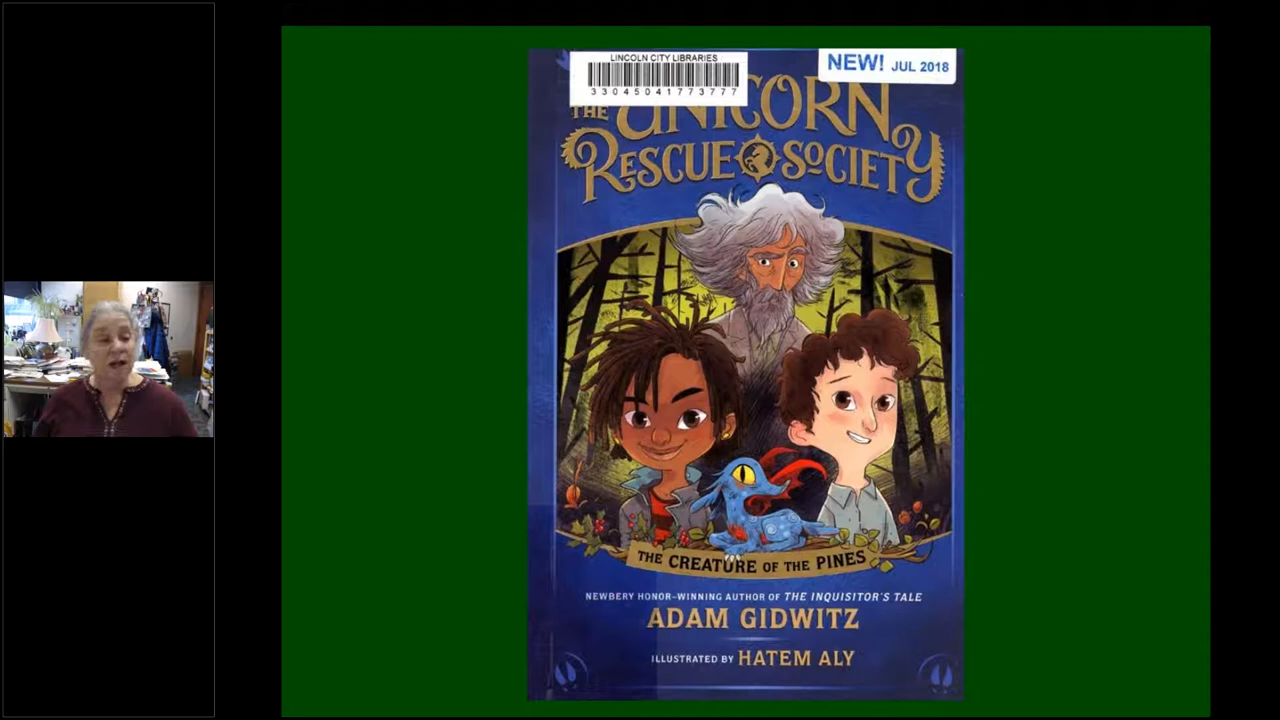 LINCOLN CITY LIBRARIES
33045041773777
NEW! JUL 2018
THE UNICORN
RESCUE SOCIETY
THE CREATURE OF THE PINES
NEWBERY HONOR–WINNING AUTHOR OF THE INQUISITOR'S TALE
ADAM GIDWITZ
ILLUSTRATED BY HATEM ALY